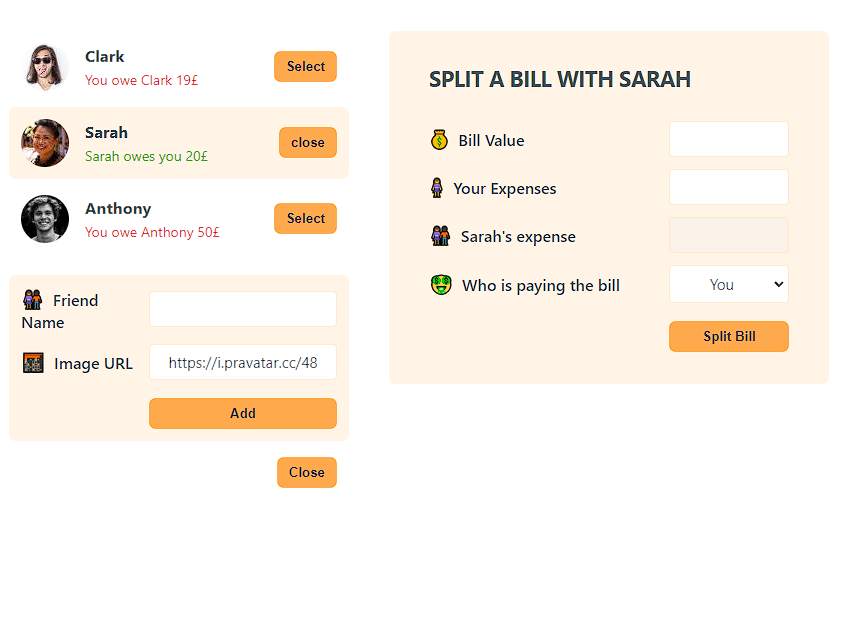 Clark
You owe Clark 19£
Select
Sarah
Sarah owes you 20£
close
Anthony
You owe Anthony 50£
Select
Friend
Name
Image URL
https://i.pravatar.cc/48
Add
Close
SPLIT A BILL WITH SARAH
Bill Value
Your Expenses
Sarah's expense
Who is paying the bill
You
Split Bill